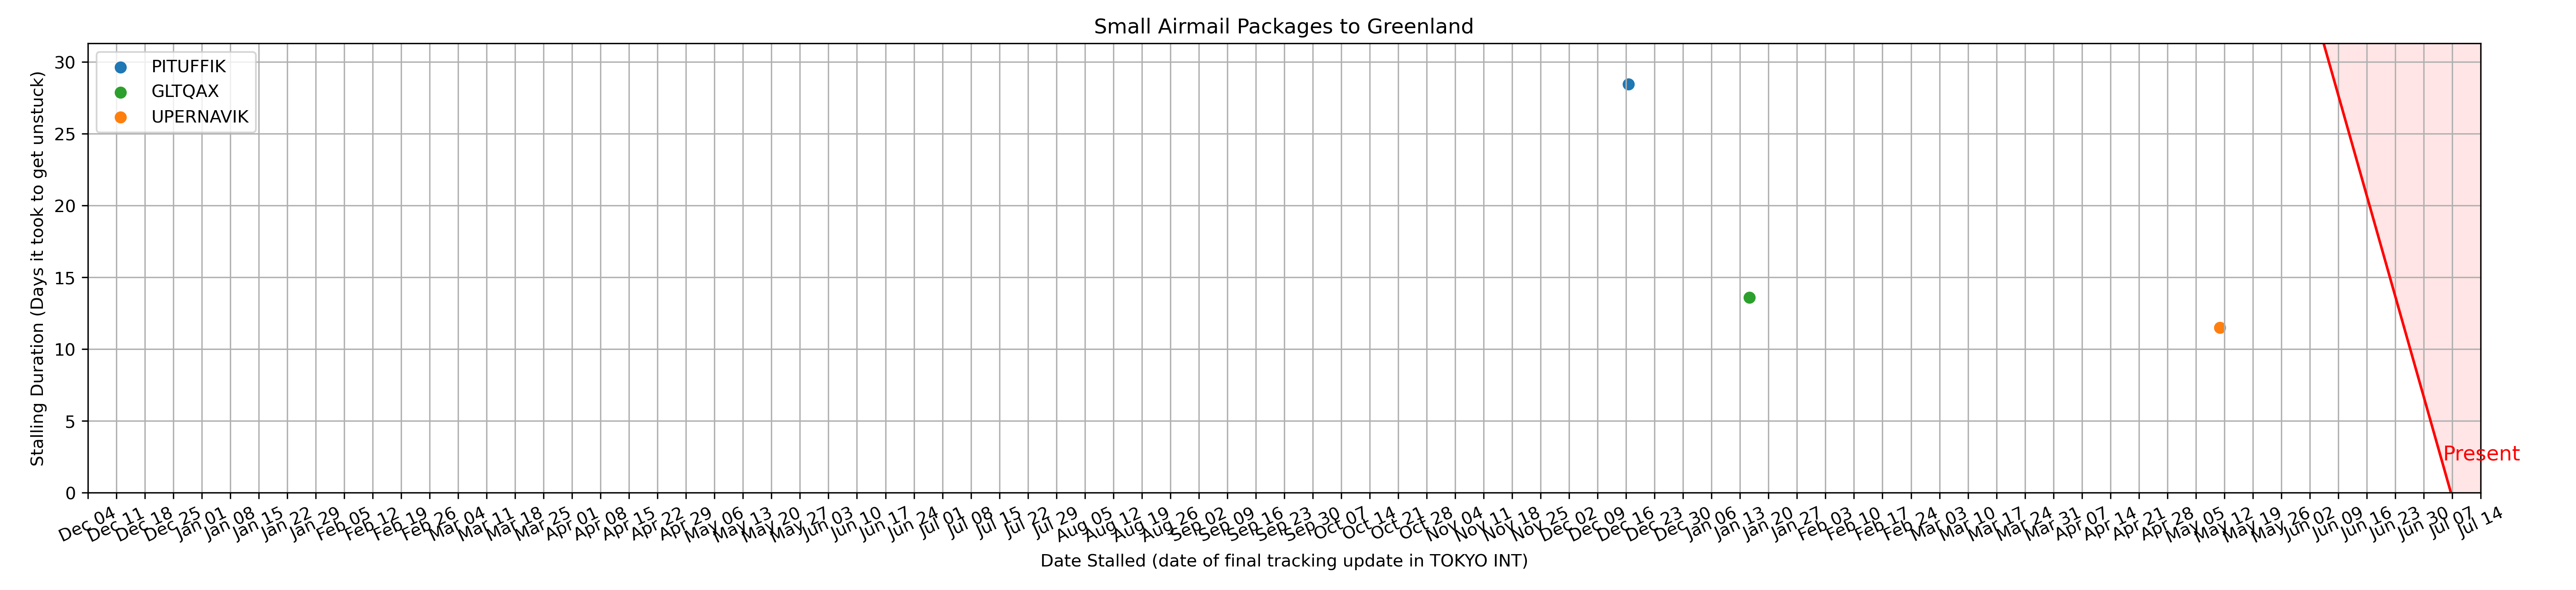 Small Airmail Packages to Greenland
Stalling Duration (Days it took to get unstuck)
30
25
20
15
10
5
0
PITUFFIK
GLTQAX
UPERNAVIK
Present
Dec 04 Dec 11 Dec 18 Dec 25 Jan 01 Jan 08 Jan 15 Jan 22 Jan 29 Feb 05 Feb 12 Feb 19 Feb 26 Mar 04 Mar 11 Mar 18 Mar 25 Apr 01 Apr 08 Apr 15 Apr 22 Apr 29 May 06 May 13 May 20 May 27 Jun 03 Jun 10 Jun 17 Jun 24 Jul 01 Jul 08 Jul 15 Jul 22 Jul 29 Aug 05 Aug 12 Aug 19 Aug 26 Sep 02 Sep 09 Sep 16 Sep 23 Sep 30 Oct 07 Oct 14 Oct 21 Oct 28 Nov 04 Nov 11 Nov 18 Nov 25 Dec 02 Dec 09 Dec 16 Dec 23 Dec 30 Jan 06 Jan 13 Jan 20 Jan 27 Feb 03 Feb 10 Feb 17 Feb 24 Mar 03 Mar 10 Mar 17 Mar 24 Mar 31 Apr 07 Apr 14 Apr 21 Apr 28 May 05 May 12 May 19 May 26 Jun 02 Jun 09 Jun 16 Jun 23 Jun 30 Jul 07 Jul 14
Date Stalled (date of final tracking update in TOKYO INT)